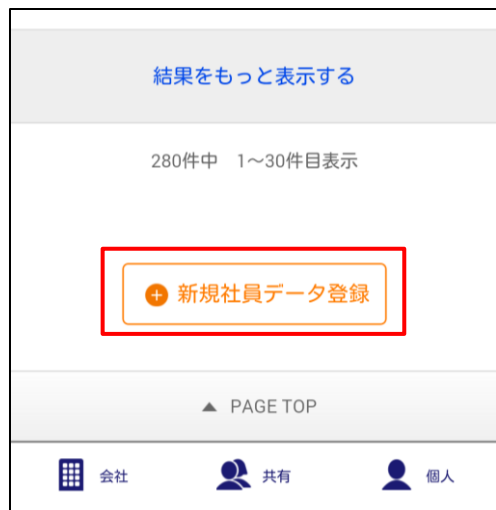 結果をもっと表示する
280件中　1～30件目表示
新規社員データ登録
PAGE TOP
会社　共有　個人